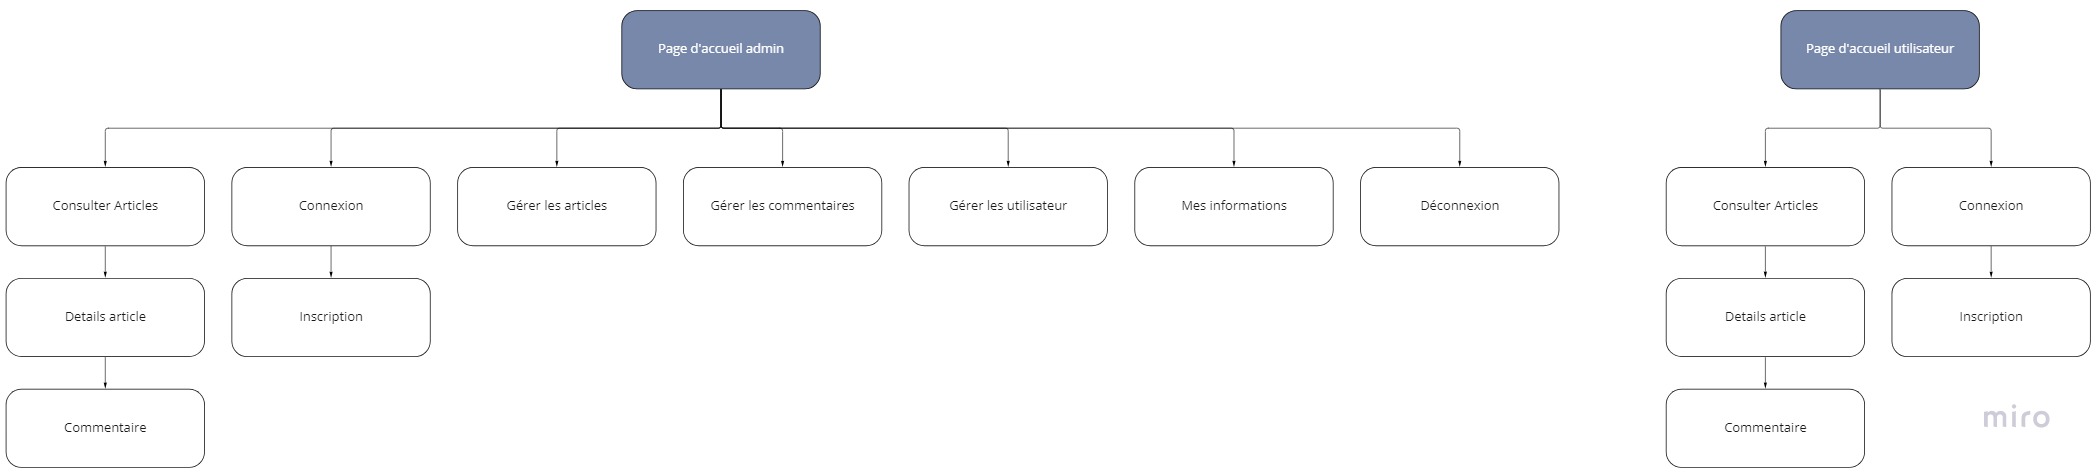 Page d'accueil admin
Page d'accueil utilisateur
Consulter Articles
Connexion
Gérer les articles
Gérer les commentaires
Gérer les utilisateur
Mes informations
Déconnexion
Consulter Articles
Connexion
Details article
Inscription
Details article
Inscription
Commentaire
Commentaire
miro